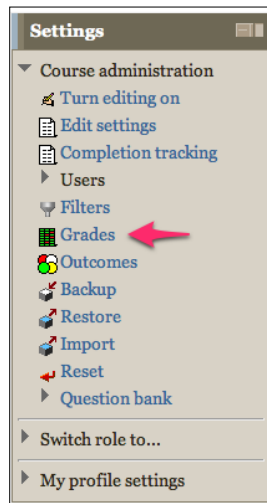 Settings
Course administration
Turn editing on
Edit settings
Completion tracking
Users
Filters
Grades
Outcomes
Backup
Restore
Import
Reset
Question bank
Switch role to...
My profile settings